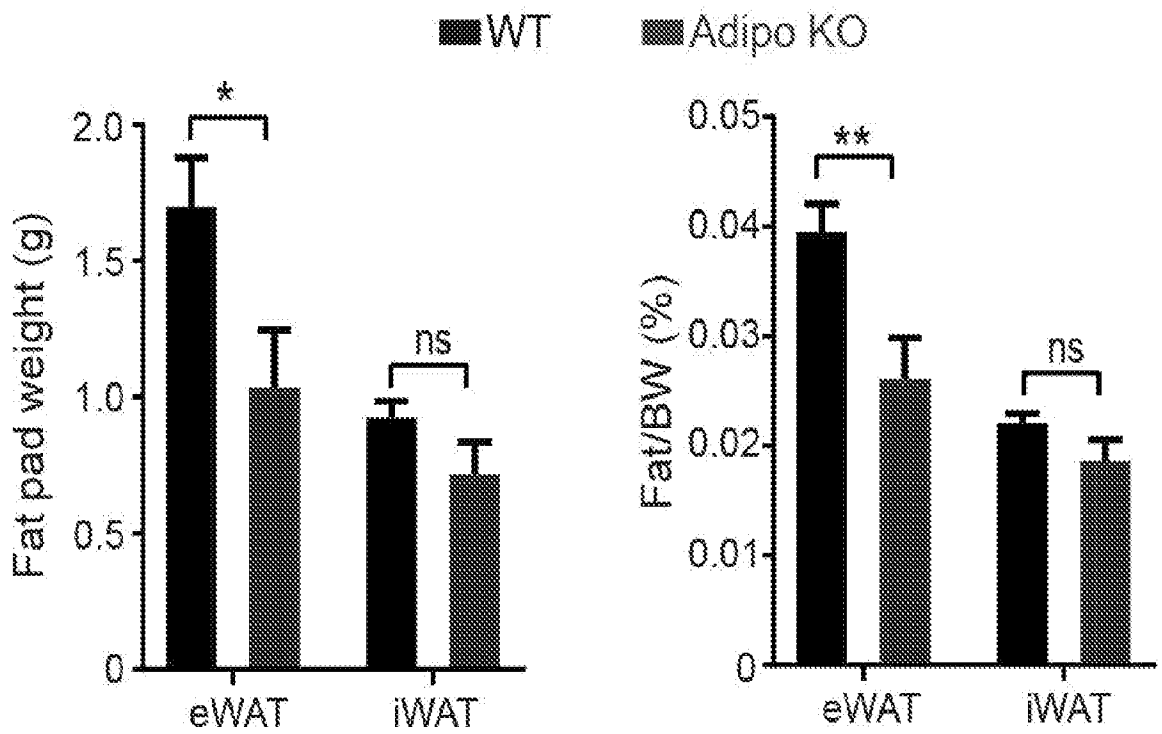 WT Adipo KO
Fat pad weight (g)
2.0
1.5
1.0
0.5
0
*
ns
eWAT iWAT
Fat/BW (%)
0.05
0.04
0.03
0.02
0.01
0
**
ns
eWAT iWAT